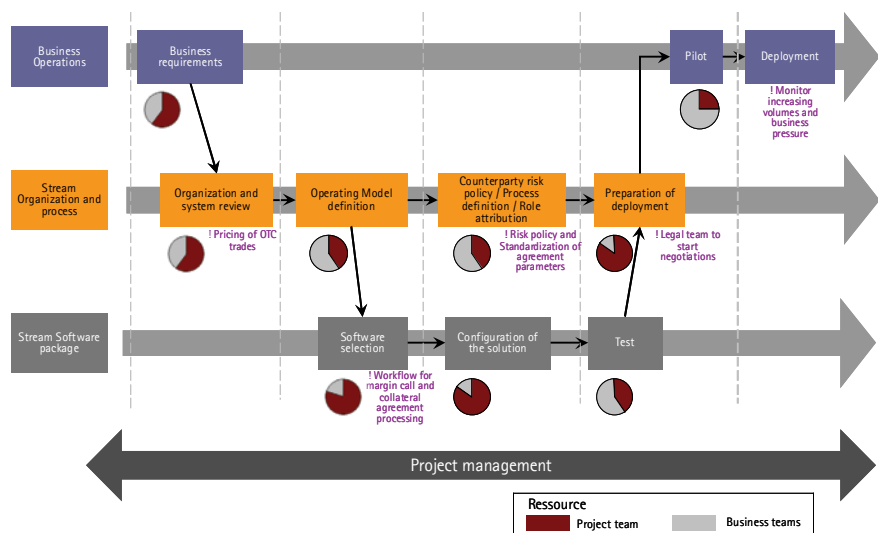 Business
Operations
Business
requirements
Pilot
Deployment
! Monitor
increasing
volumes and
business
pressure
Stream
Organization and
process
Organization and
system review
Operating Model
definition
Counterparty risk
policy / Process
definition / Role
attribution
Preparation of
deployment
! Pricing of OTC
trades
! Risk policy and
Standardization of
agreement
parameters
! Legal team to
start
negotiations
Stream Software
package
Software
selection
Configuration of
the solution
Test
! Workflow for
margin call and
collateral
agreement
processing
Project management
Ressource
Project team
Business teams